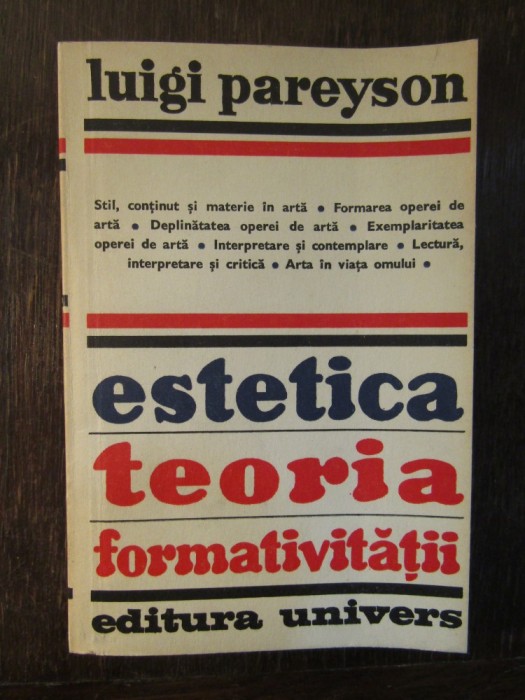 luigi pareyson
Stil, conținut și materie în artă • Formarea operei de
artă • Deplinătatea operei de artă • Exemplaritatea
operei de artă • Interpretare și contemplare • Lectură,
interpretare și critică • Arta în viața omului •
estetica
teoria
formativității
editura univers